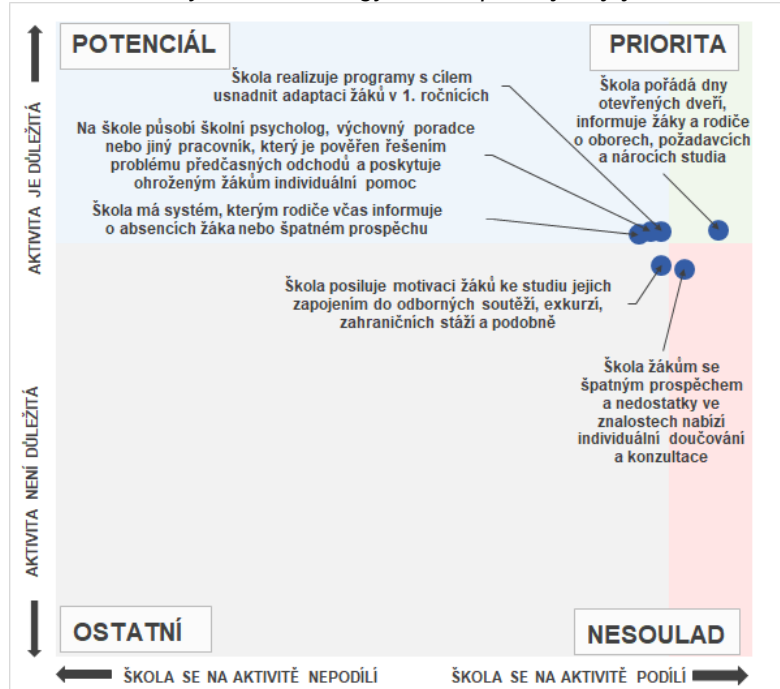 POTENCIÁL
PRIORITA
Škola realizuje programy s cílem
usnadnit adaptaci žáků v 1. ročnících
Škola pořádá dny
otevřených dveří,
informuje žáky a rodiče
o oborech, požadavcích
a nárocích studia
Na škole působí školní psycholog, výchovný poradce
nebo jiný pracovník, který je pověřen řešením
problému předčasných odchodů a poskytuje
ohroženým žákům individuální pomoc
Škola má systém, kterým rodiče včas informuje
o absencích žáka nebo špatném prospěchu
Škola posiluje motivaci žáků ke studiu jejich
zapojením do odborných soutěží, exkurzí,
zahraničních stáží a podobně
Škola žákům se
špatným prospěchem
a nedostatky ve
znalostech nabízí
individuální doučování
a konzultace
AKTIVITA JE DŮLEŽITÁ
AKTIVITA NENÍ DŮLEŽITÁ
OSTATNÍ
NESOULAD
ŠKOLA SE NA AKTIVITĚ NEPODÍLÍ
ŠKOLA SE NA AKTIVITĚ PODÍLÍ